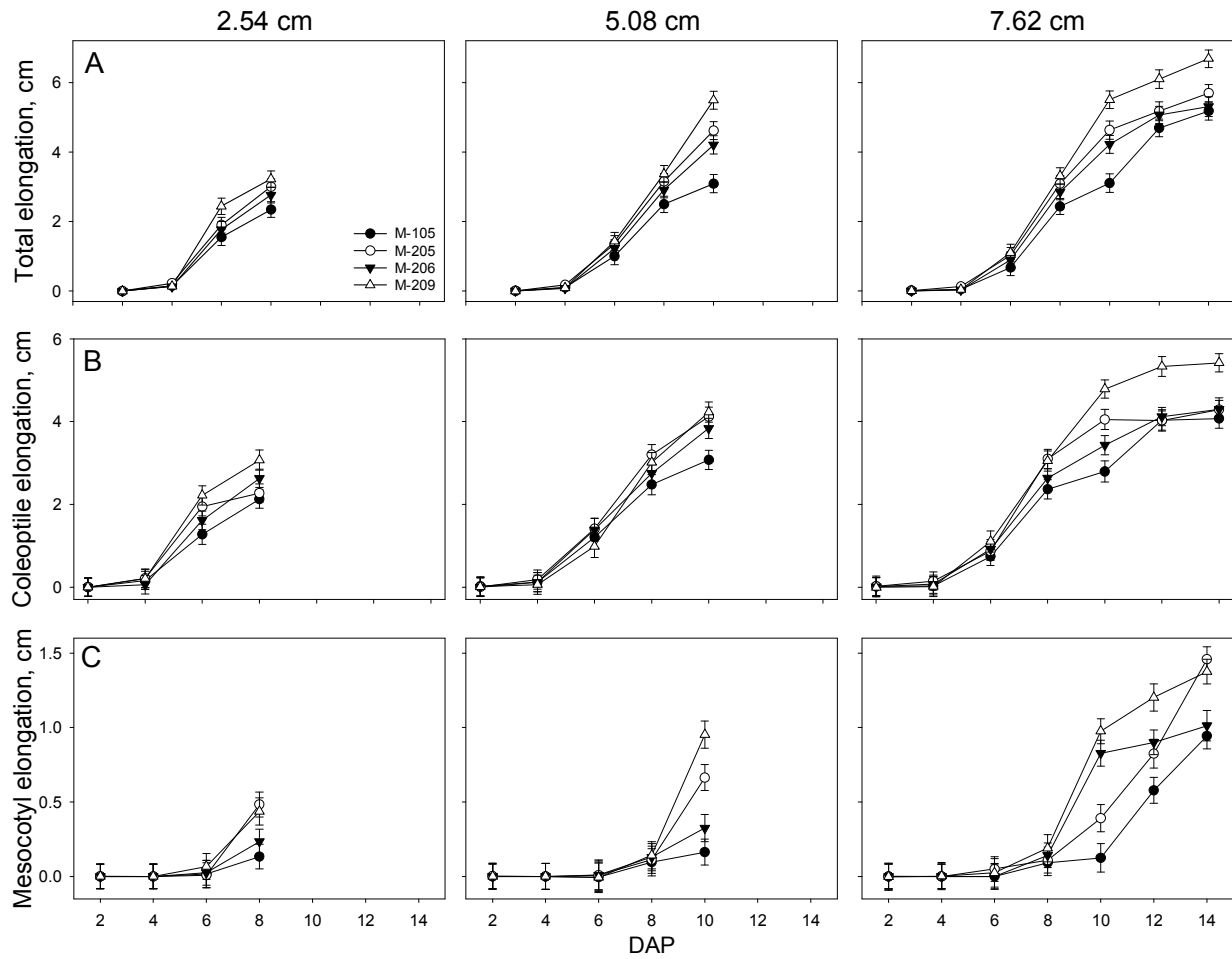 2.54 cm 5.08 cm 7.62 cm
A
Total elongation, cm
6
4
2
0
M-105
M-205
M-206
M-209
B
Coleoptile elongation, cm
6
4
2
0
C
Mesocotyl elongation, cm
1.5
1.0
0.5
0.0
2 4 6 8 10 12 14 2 4 6 8 10 12 14 2 4 6 8 10 12 14
DAP